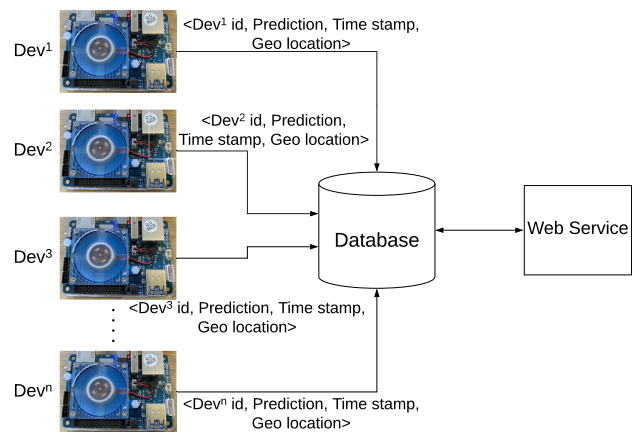 <Dev¹ id, Prediction, Time stamp,
Geo location>
Dev¹
<Dev² id, Prediction,
Time stamp, Geo location>
Dev²
Database
Web Service
Dev³
<Dev³ id, Prediction, Time stamp,
Geo location>
Devⁿ
<Devⁿ id, Prediction, Time stamp,
Geo location>